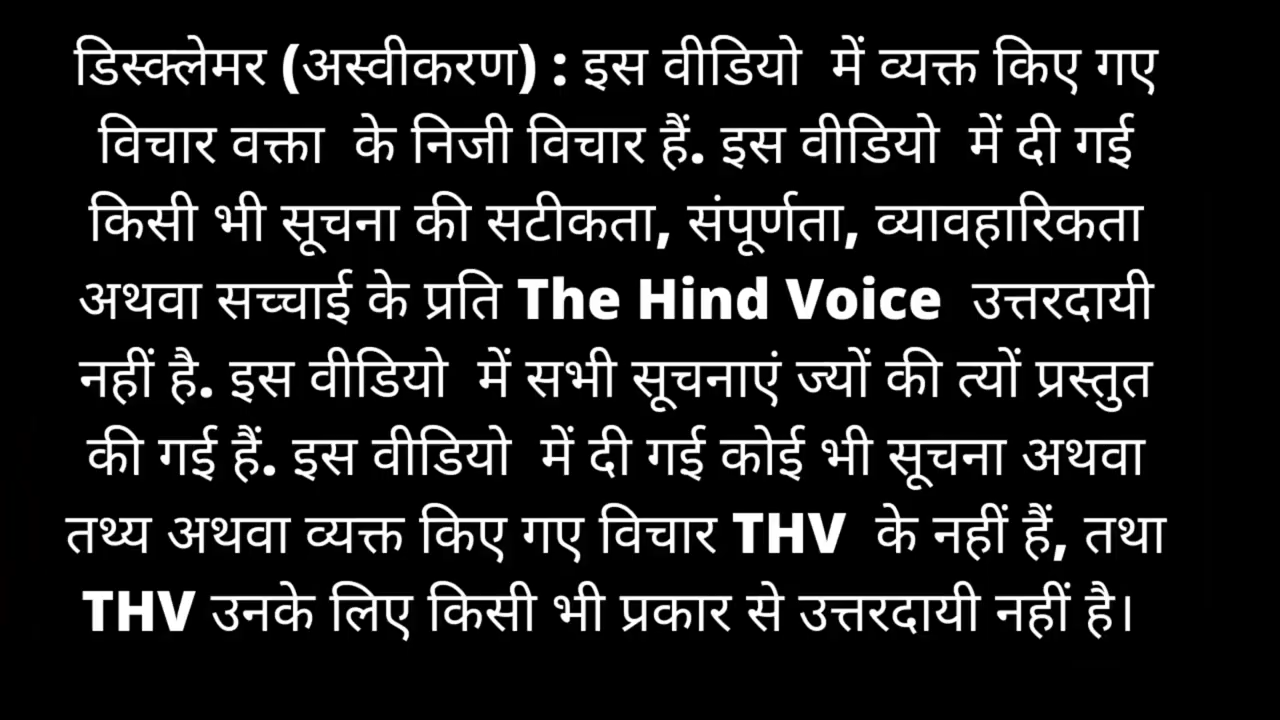 डिस्क्लेमर (अस्वीकरण) : इस वीडियो में व्यक्त किए गए
विचार वक्ता के निजी विचार हैं. इस वीडियो में दी गई
किसी भी सूचना की सटीकता, संपूर्णता, व्यावहारिकता
अथवा सच्चाई के प्रति The Hind Voice उत्तरदायी
नहीं है. इस वीडियो में सभी सूचनाएं ज्यों की त्यों प्रस्तुत
की गई हैं. इस वीडियो में दी गई कोई भी सूचना अथवा
तथ्य अथवा व्यक्त किए गए विचार THV के नहीं हैं, तथा
THV उनके लिए किसी भी प्रकार से उत्तरदायी नहीं है।